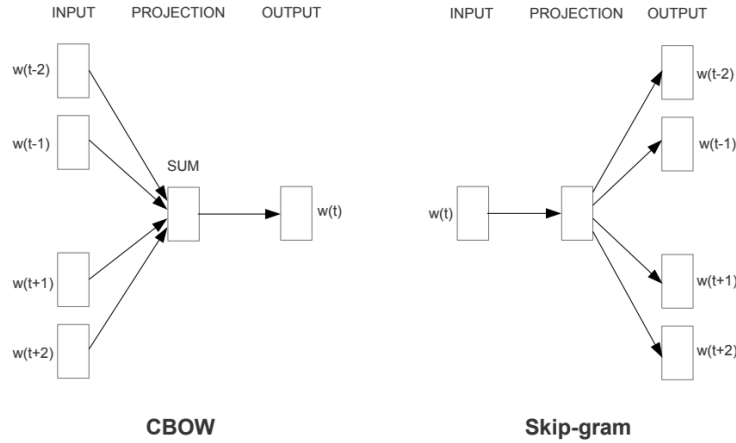 INPUT PROJECTION OUTPUT
w(t-2)
w(t-1)
SUM
w(t)
w(t+1)
w(t+2)
CBOW
INPUT PROJECTION OUTPUT
w(t-2)
w(t-1)
w(t)
w(t+1)
w(t+2)
Skip-gram